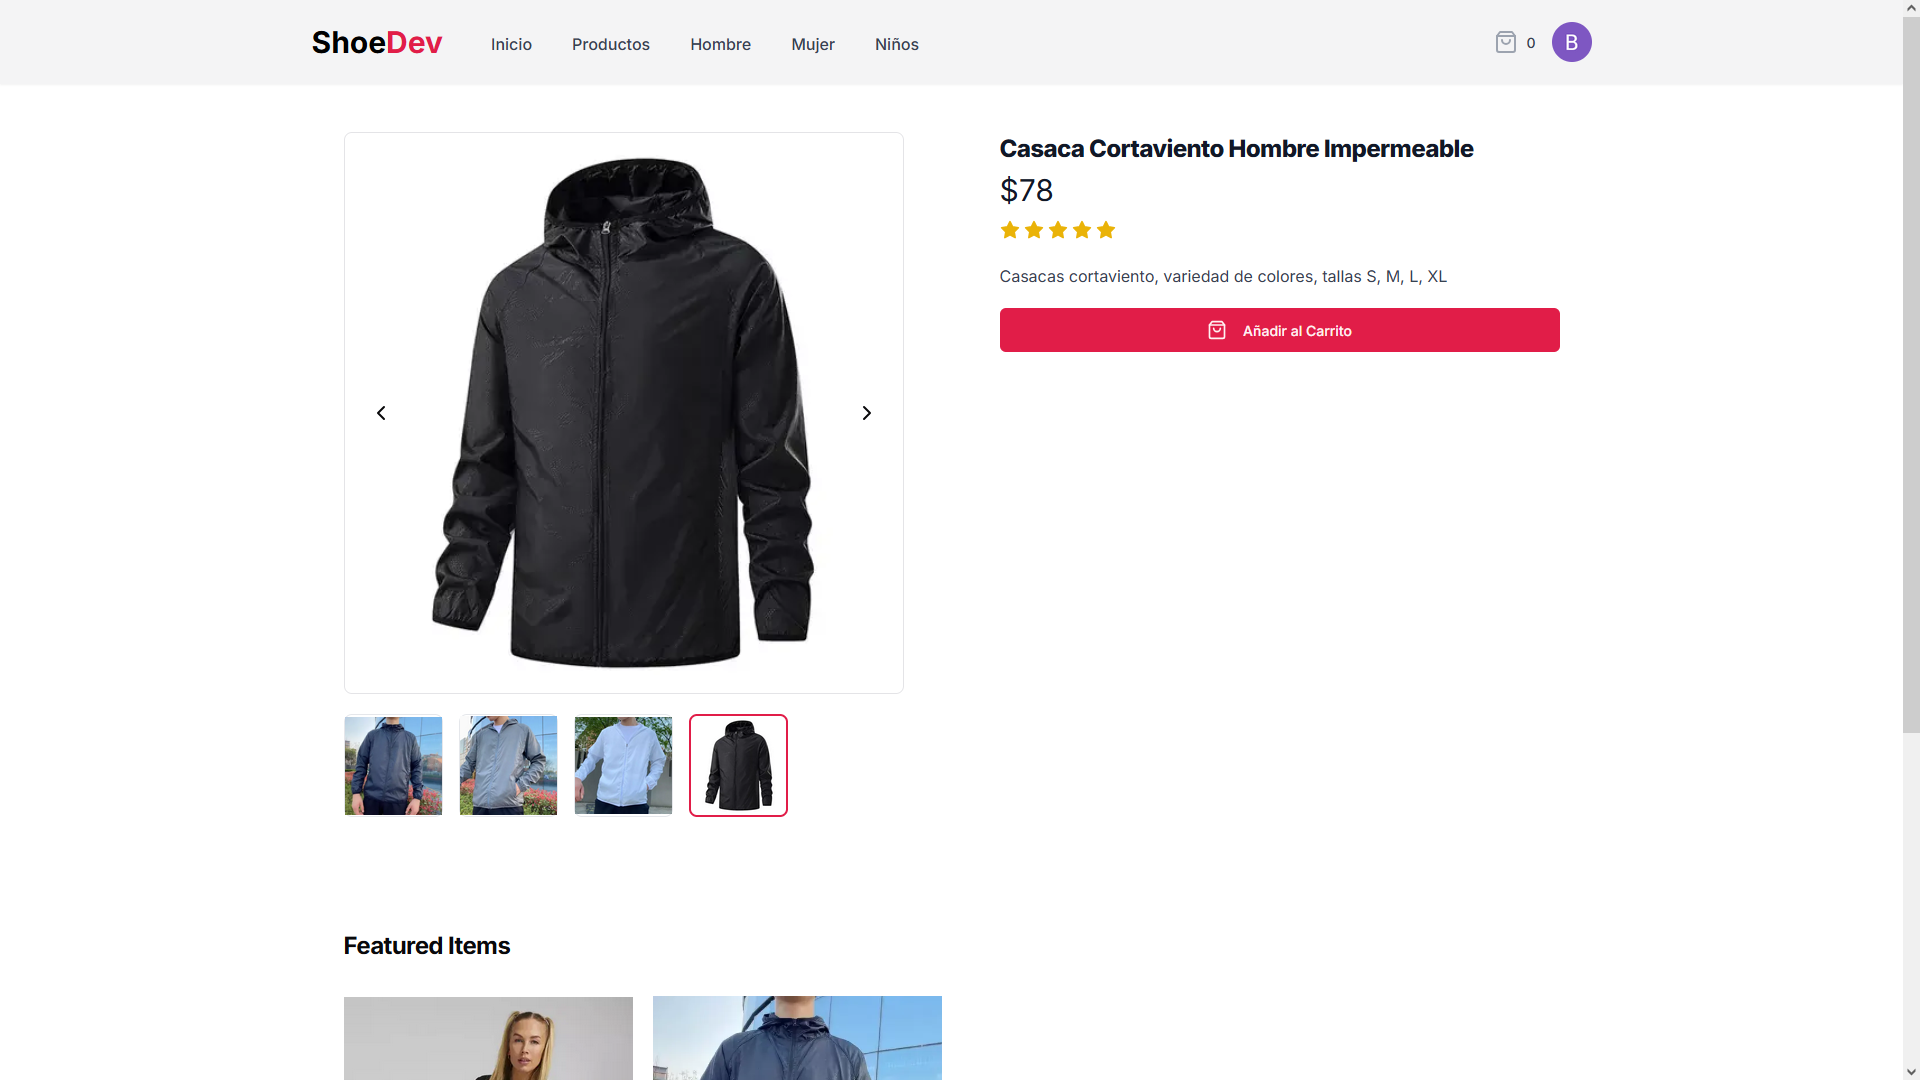 ShoeDev
Inicio
Productos
Hombre
Mujer
Niños
0
B
Casaca Cortaviento Hombre Impermeable
$78
Casacas cortaviento, variedad de colores, tallas S, M, L, XL
Añadir al Carrito
Featured Items